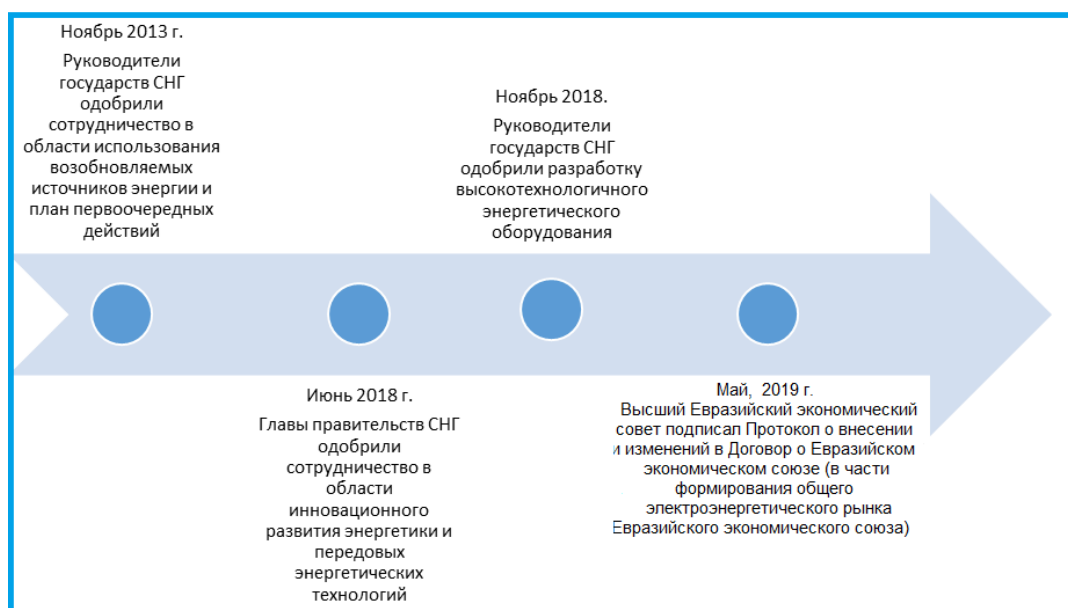 Ноябрь 2013 г.
Руководители
государств СНГ
одобрили
сотрудничество в
области использования
возобновляемых
источников энергии и
план первоочередных
действий
Июнь 2018 г.
Главы правительств СНГ
одобрили
сотрудничество в
области
инновационного
развития энергетики и
передовых
энергетических
технологий
Ноябрь 2018.
Руководители
государств СНГ
одобрили разработку
высокотехнологичного
энергетического
оборудования
Май, 2019 г.
Высший Евразийский экономический
совет подписал Протокол о внесении
и изменений в Договор о Евразийском
экономическом союзе (в части
формирования общего
электроэнергетического рынка
Евразийского экономического союза)